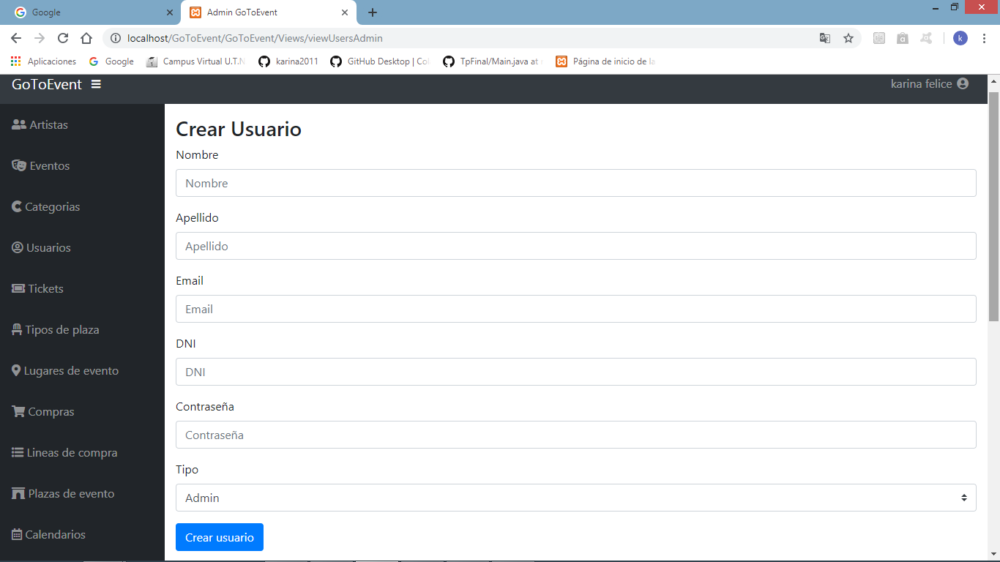 Google
Admin GoToEvent
localhost/GoToEvent/GoToEvent/Views/viewUsersAdmin
k
Aplicaciones
Google
Campus Virtual U.T.N
karina2011
GitHub Desktop | Co
TpFinal/Main.java at
Página de inicio de la
GoToEvent
karina felice
Artistas
Eventos
Categorias
Usuarios
Tickets
Tipos de plaza
Lugares de evento
Compras
Lineas de compra
Plazas de evento
Calendarios
Crear Usuario
Nombre
Nombre
Apellido
Apellido
Email
Email
DNI
DNI
Contraseña
Contraseña
Tipo
Admin
Crear usuario